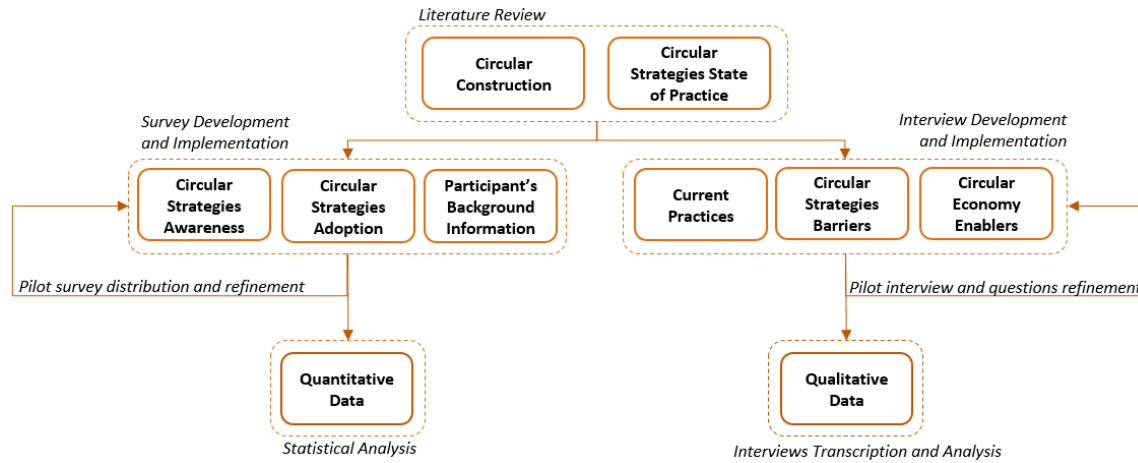 Literature Review
Circular
Construction
Circular
Strategies State
of Practice
Survey Development
and Implementation
Interview Development
and Implementation
Circular
Strategies
Awareness
Circular
Strategies
Adoption
Participant's
Background
Information
Current
Practices
Circular
Strategies
Barriers
Circular
Economy
Enablers
Pilot survey distribution and refinement
Pilot interview and questions refinement
Quantitative
Data
Qualitative
Data
Statistical Analysis
Interviews Transcription and Analysis